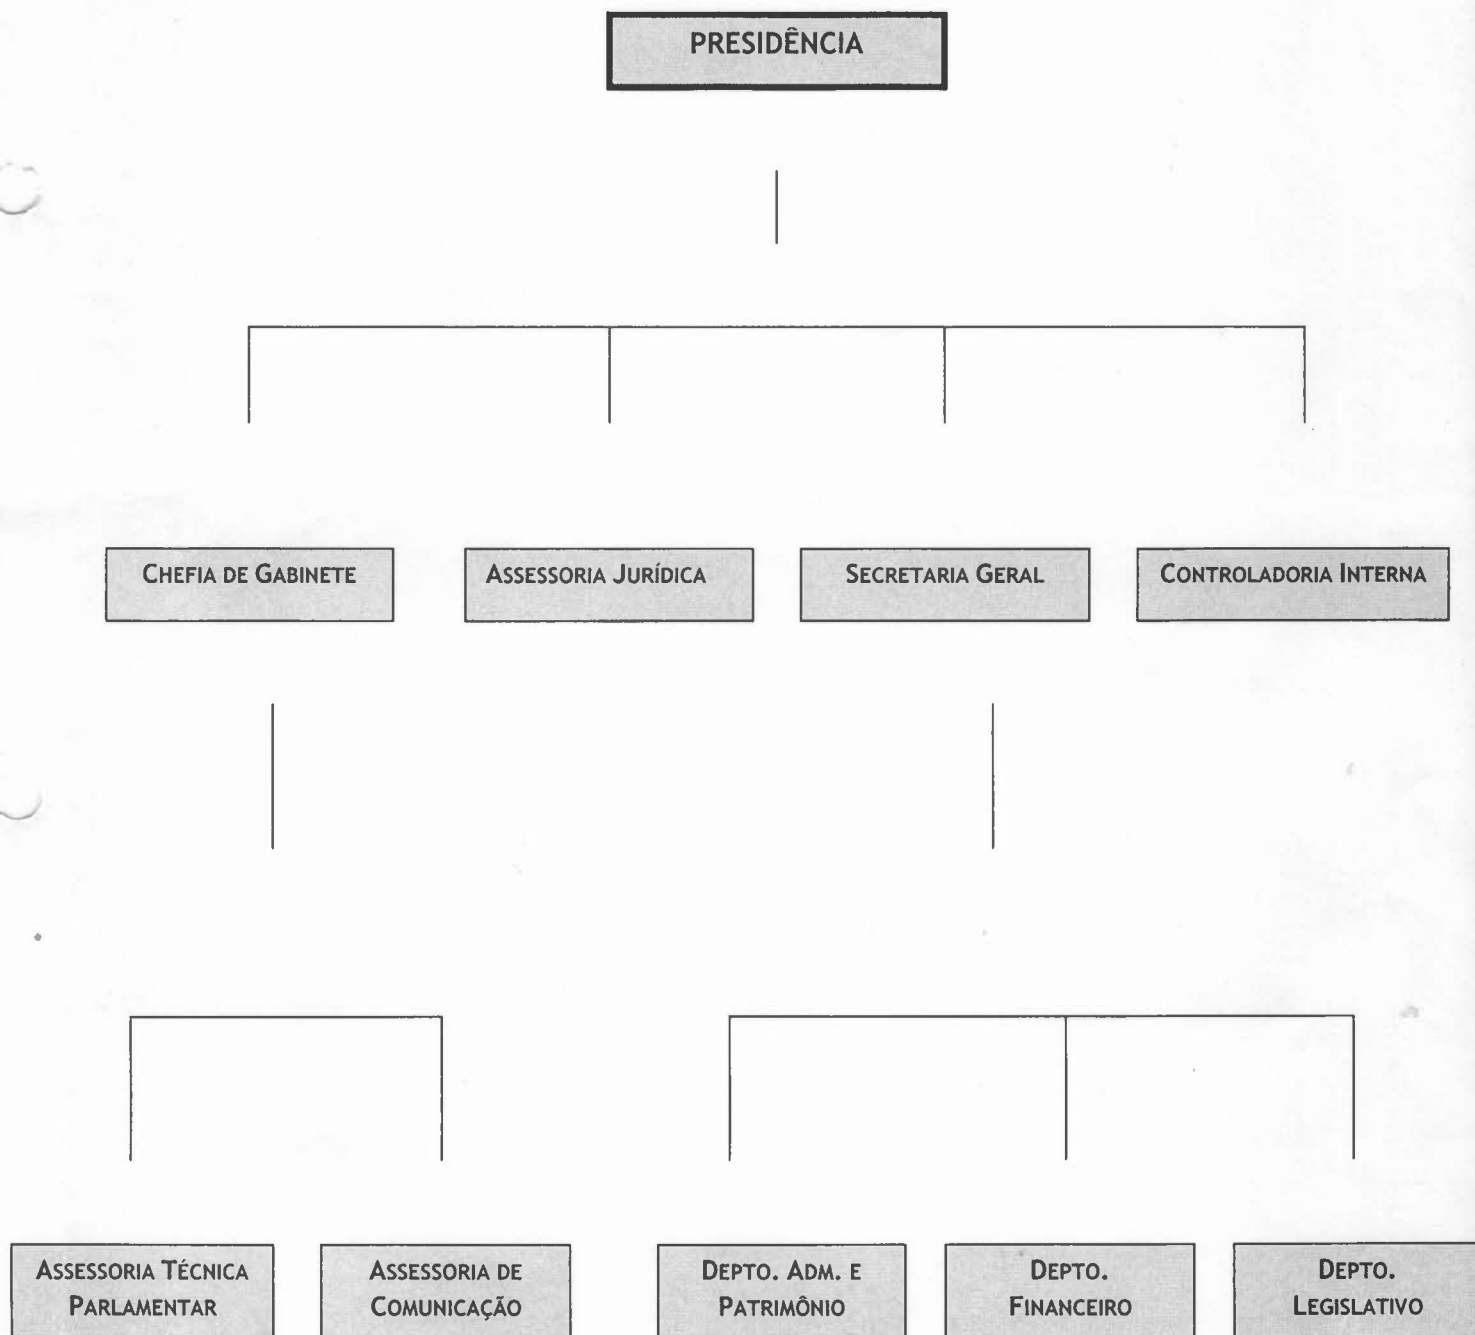 PRESIDÊNCIA
CHEFIA DE GABINETE
ASSESSORIA JURÍDICA
SECRETARIA GERAL
CONTROLADORIA INTERNA
ASSESSORIA TÉCNICA
PARLAMENTAR
ASSESSORIA DE
COMUNICAÇÃO
DEPTO. ADM. E
PATRIMÔNIO
DEPTO.
FINANCEIRO
DEPTO.
LEGISLATIVO